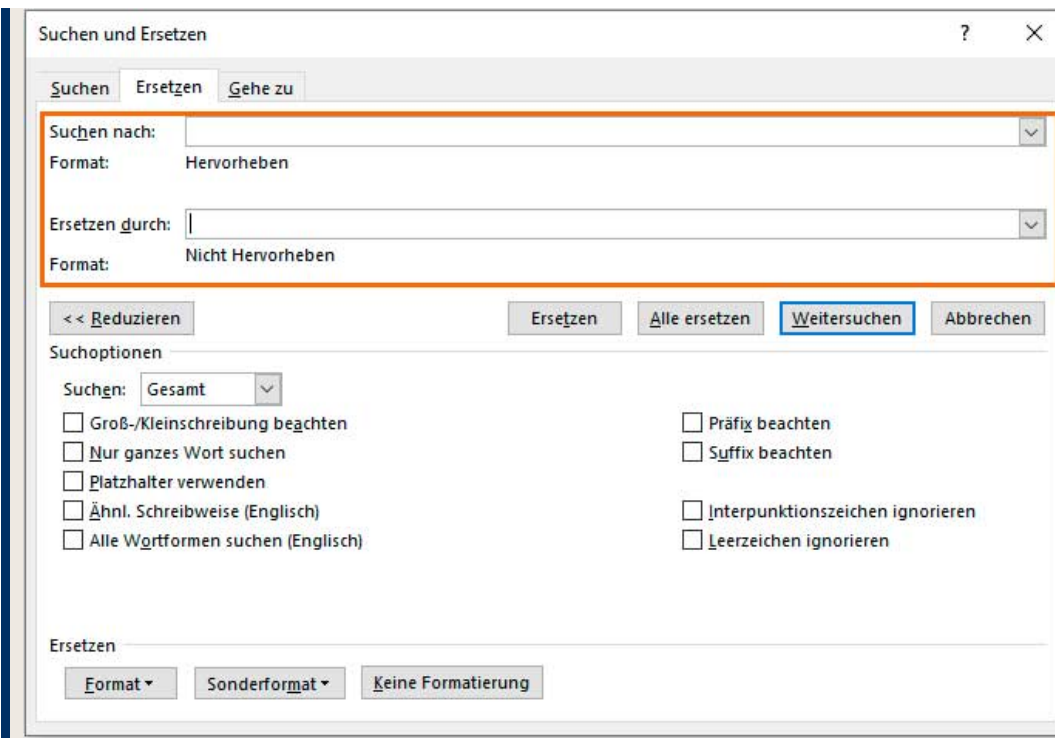 Suchen und Ersetzen ? X
Suchen Ersetzen Gehe zu
Suchen nach:
Format: Hervorheben
Ersetzen durch:
Format: Nicht Hervorheben
<< Reduzieren Ersetzen Alle ersetzen Weitersuchen Abbrechen
Suchoptionen
Suchen: Gesamt
Groß-/Kleinschreibung beachten Präfix beachten
Nur ganzes Wort suchen Suffix beachten
Platzhalter verwenden
Ähnl. Schreibweise (Englisch) Interpunktionszeichen ignorieren
Alle Wortformen suchen (Englisch) Leerzeichen ignorieren
Ersetzen
Format Sonderformat Keine Formatierung